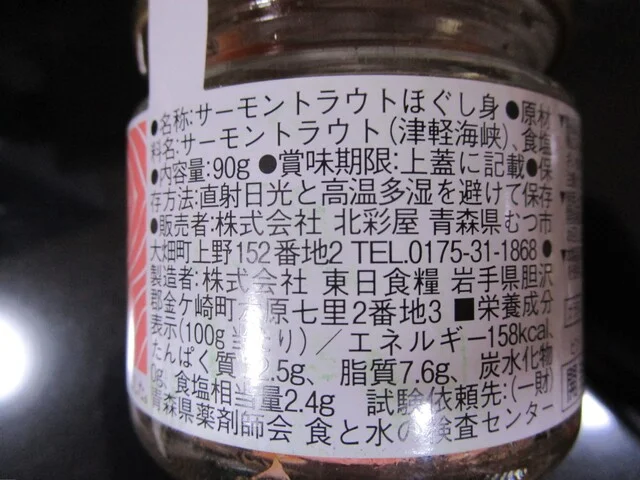 ●名称:サーモントラウトほぐし身 ●原材
料名:サーモントラウト(津軽海峡)、食塩
●内容量:90g ●賞味期限:上蓋に記載●保
存方法:直射日光と高温多湿を避けて保存
●販売者:株式会社 北彩屋 青森県むつ市
大畑町上野152番地2 TEL.0175-31-1868 ●
製造者:株式会社 東日食糧 岩手県胆沢
郡金ケ崎町 原七里2番地3 ■栄養成分
表示(100g当たり)/エネルギー158kcal、
たんぱく質 2.5g、脂質7.6g、炭水化物
0g、食塩相当量2.4g 試験依頼先:(一財)
青森県薬剤師会 食と水の検査センター